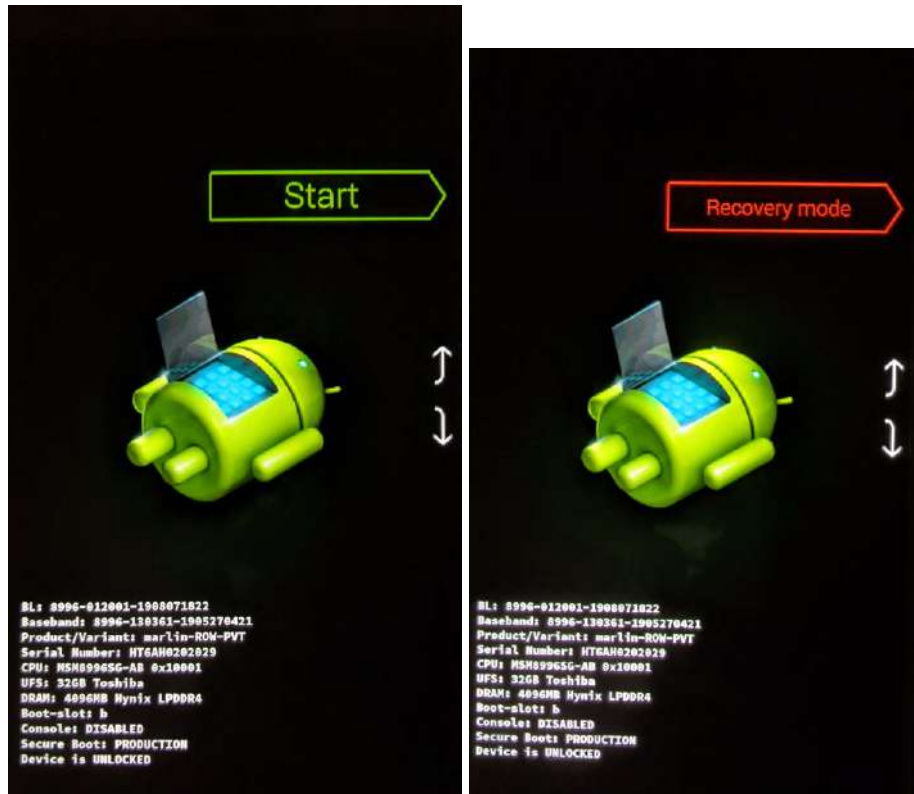 Start
BL: 8996-012001-1908071822
Baseband: 8996-130361-1905270421
Product/Variant: marlin-ROW-PVT
Serial Number: HT6AH0202029
CPU: MSM8996SG-AB 0x10001
UFS: 32GB Toshiba
DRAM: 4096MB Hynix LPDDR4
Boot-slot: b
Console: DISABLED
Secure Boot: PRODUCTION
Device is UNLOCKED
Recovery mode
BL: 8996-012001-1908071822
Baseband: 8996-130361-1905270421
Product/Variant: marlin-ROW-PVT
Serial Number: HT6AH0202029
CPU: MSM8996SG-AB 0x10001
UFS: 32GB Toshiba
DRAM: 4096MB Hynix LPDDR4
Boot-slot: b
Console: DISABLED
Secure Boot: PRODUCTION
Device is UNLOCKED